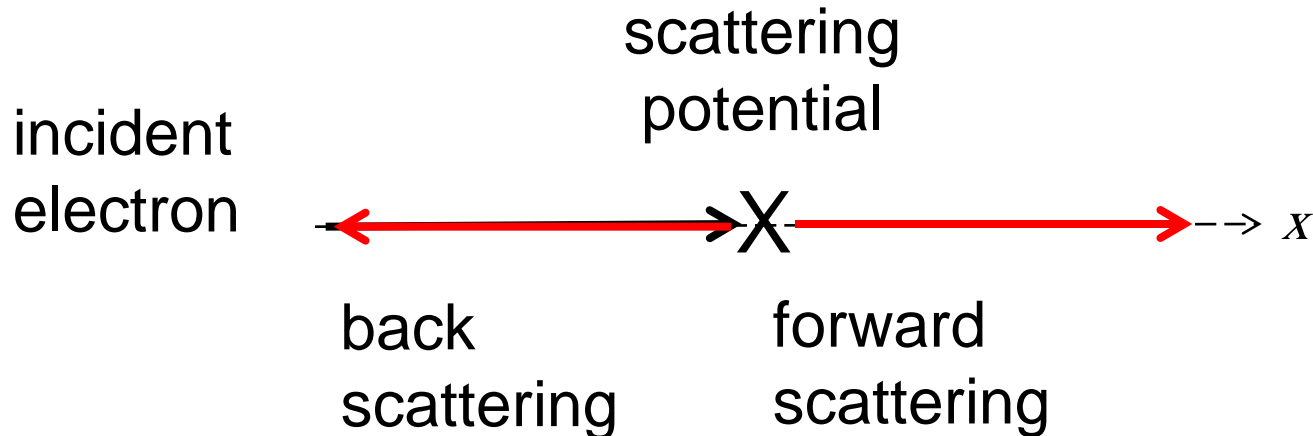 scattering
potential
incident
electron
X
x
back
scattering
forward
scattering